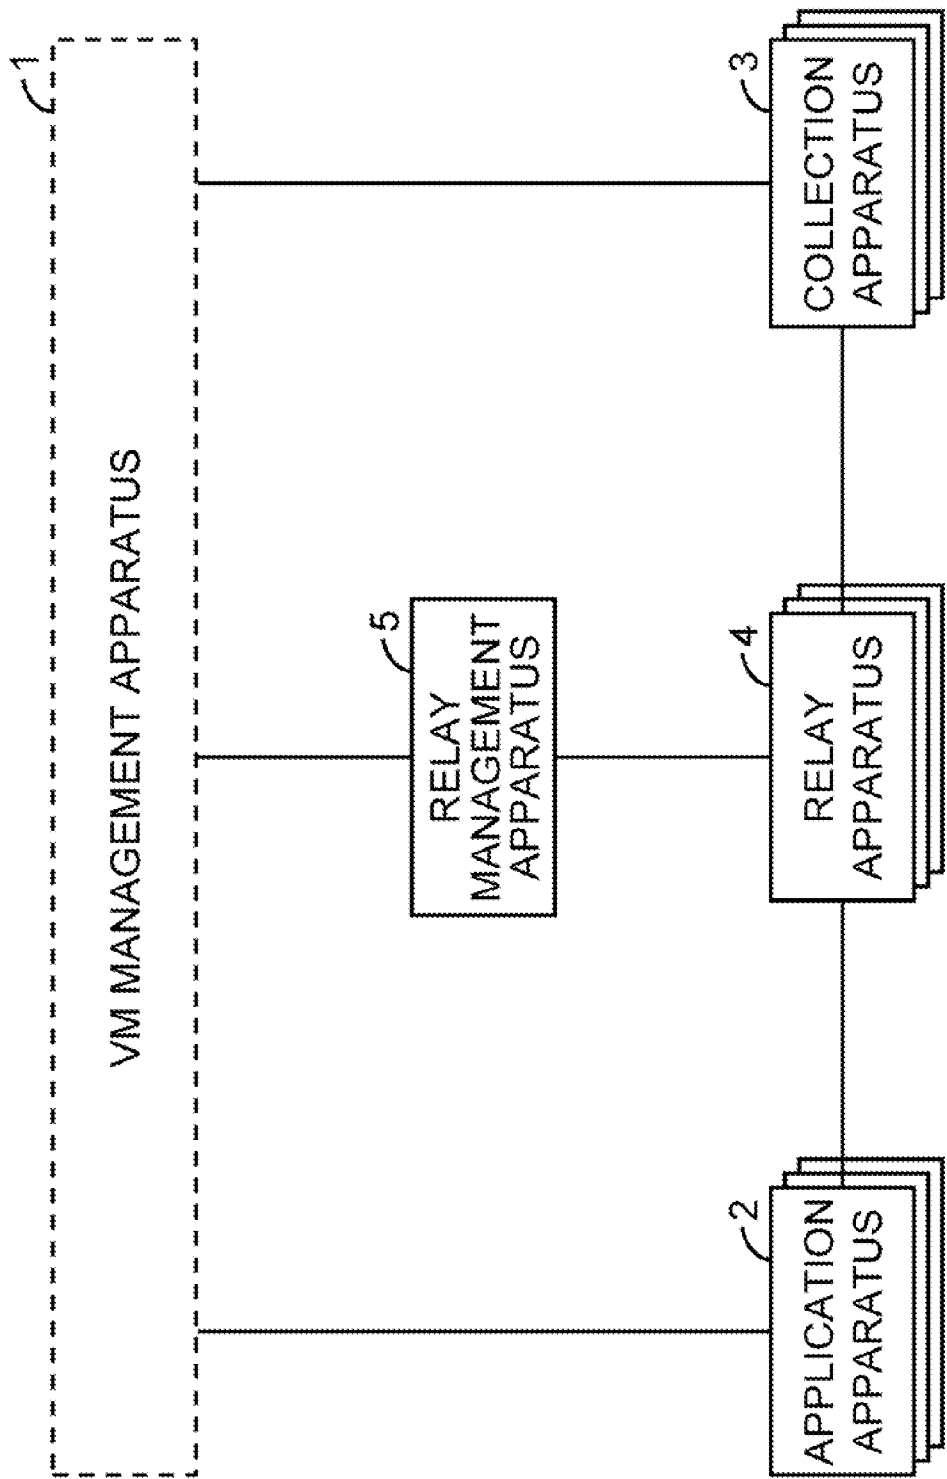 1
VM MANAGEMENT APPARATUS
5
RELAY
MANAGEMENT
APPARATUS
2
APPLICATION
APPARATUS
4
RELAY
APPARATUS
3
COLLECTION
APPARATUS